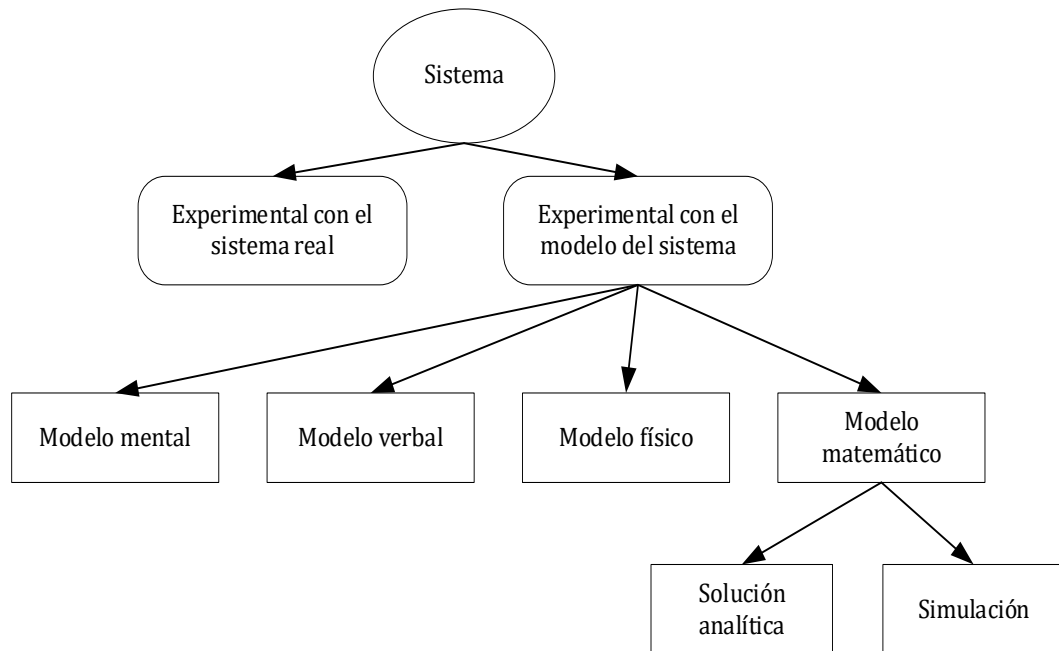 Sistema
Experimental con el
sistema real
Experimental con el
modelo del sistema
Modelo mental
Modelo verbal
Modelo físico
Modelo
matemático
Solución
analítica
Simulación